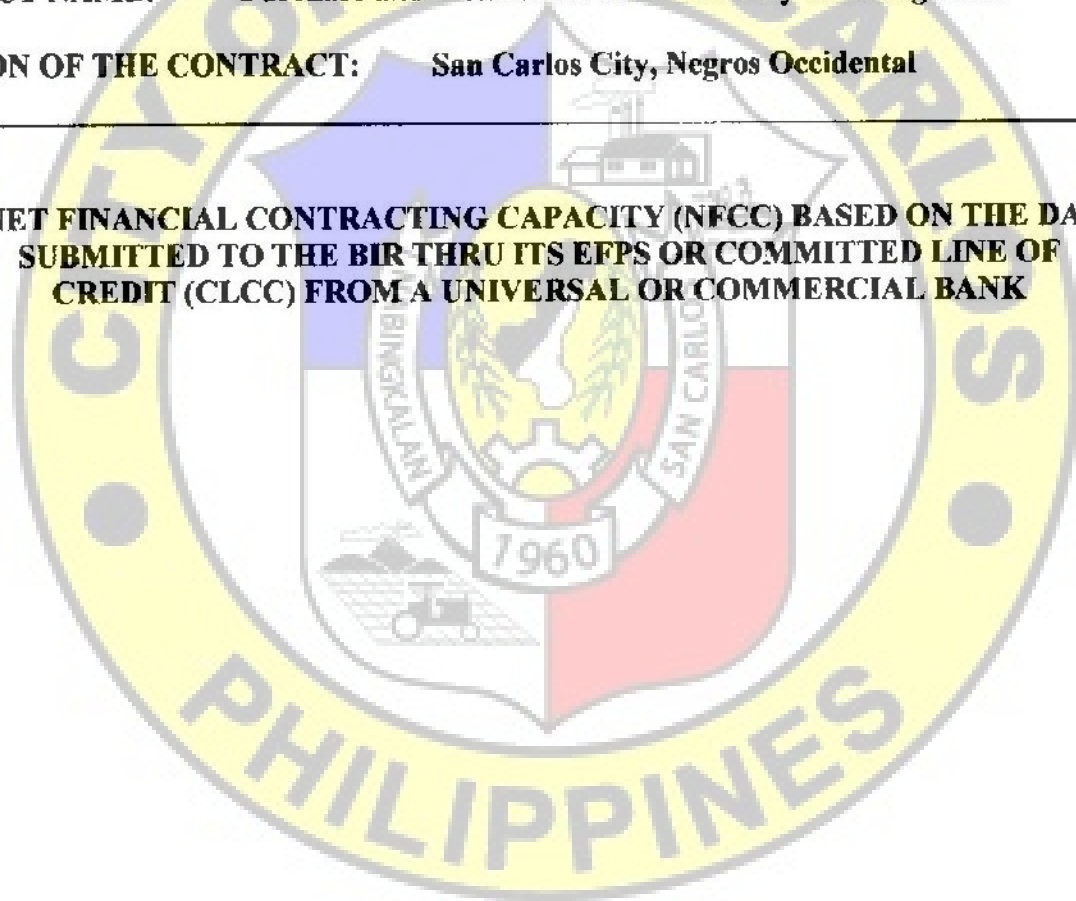 ON OF THE CONTRACT: San Carlos City, Negros Occidental
NET FINANCIAL CONTRACTING CAPACITY (NFCC) BASED ON THE DA
SUBMITTED TO THE BIR THRU ITS EFPS OR COMMITTED LINE OF
CREDIT (CLCC) FROM A UNIVERSAL OR COMMERCIAL BANK
CITY OF
CARLOS
SAN CARLOS
1960
PHILIPPINES